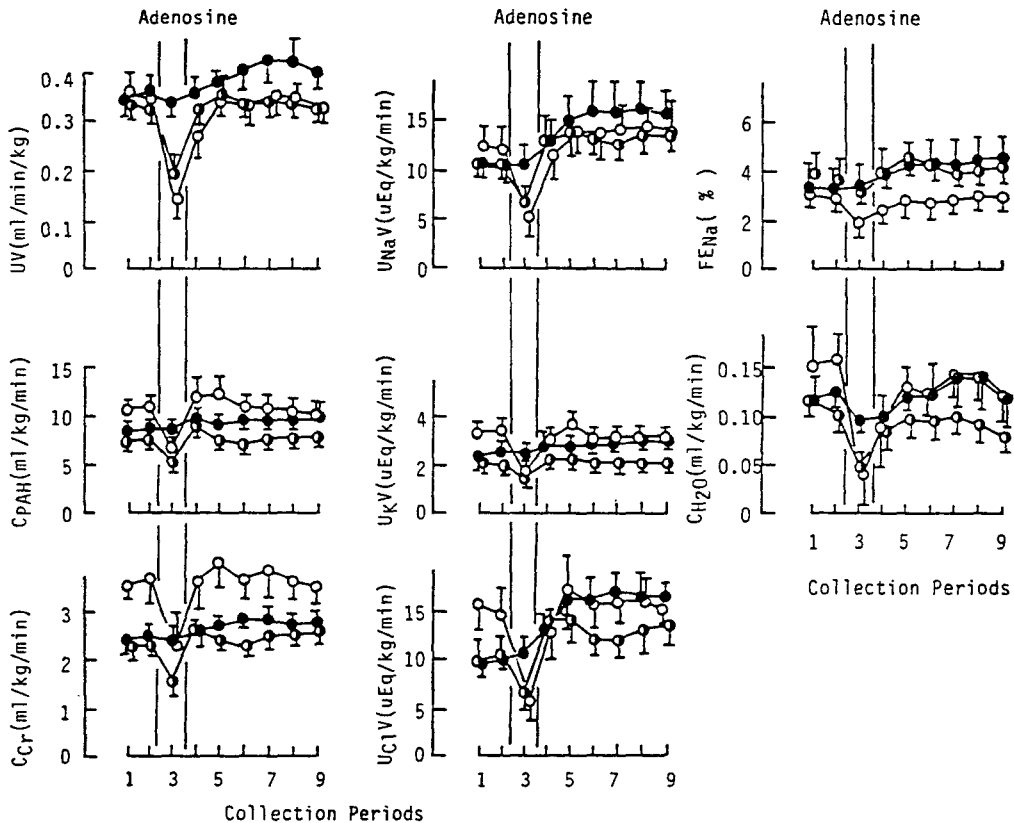 Adenosine
Adenosine
Adenosine
UV(ml/min/kg)
0.4
0.3
0.2
0.1
0
UNaV(uEq/kg/min)
15
10
5
0
FENa( % )
6
4
2
0
CPAH(ml/kg/min)
15
10
5
0
UKV(uEq/kg/min)
4
2
0
CH2O(ml/kg/min)
0.15
0.10
0.05
0
1 3 5 7 9
Collection Periods
CCr(ml/kg/min)
3
2
1
0
1 3 5 7 9
UClV(uEq/kg/min)
15
10
5
0
1 3 5 7 9
Collection Periods